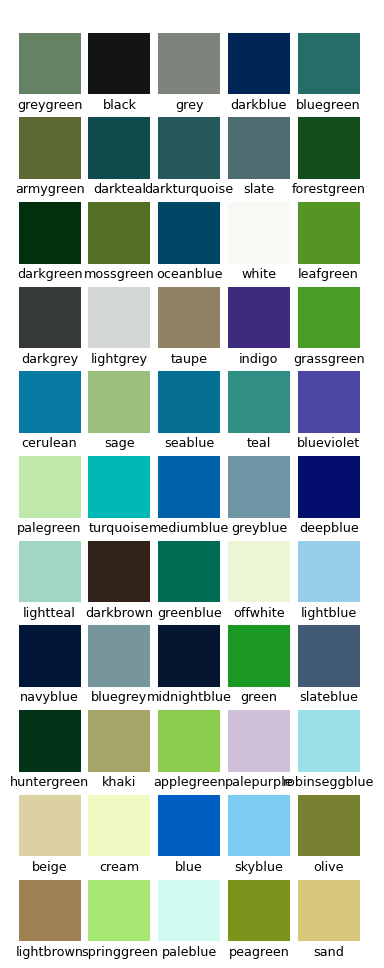 greygreen black grey darkblue bluegreen
armygreen darkteal darkturquoise slate forestgreen
darkgreen mossgreen oceanblue white leafgreen
darkgrey lightgrey taupe indigo grassgreen
cerulean sage seablue teal blueviolet
palegreen turquoise mediumblue greyblue deepblue
lightteal darkbrown greenblue offwhite lightblue
navyblue bluegrey midnightblue green slateblue
huntergreen khaki applegreen palepurple robinseggblue
beige cream blue skyblue olive
lightbrown springgreen paleblue peagreen sand